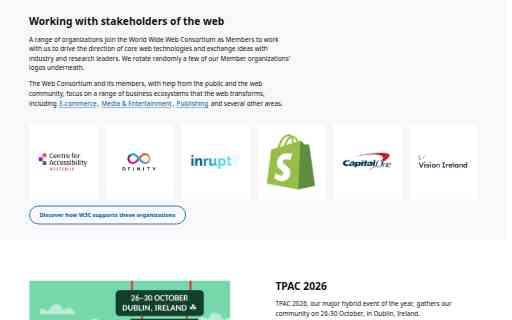 Working with stakeholders of the web
A range of organizations join the World Wide Web Consortium as Members to work
with us to drive the direction of core web technologies and exchange ideas with
industry and research leaders. We rotate randomly a few of our Member organizations'
logos underneath.
The Web Consortium and its members, with help from the public and the web
community, focus on a range of business ecosystems that the web transforms,
including E-commerce, Media & Entertainment, Publishing and several other areas.
Centre for
Accessibility
AUSTRALIA
DFINITY
inrupt
S
Capital One
Vision Ireland
Discover how W3C supports these organizations
26-30 OCTOBER
DUBLIN, IRELAND
TPAC 2026
TPAC 2026, our major hybrid event of the year, gathers our
community on 26-30 October, in Dublin, Ireland.